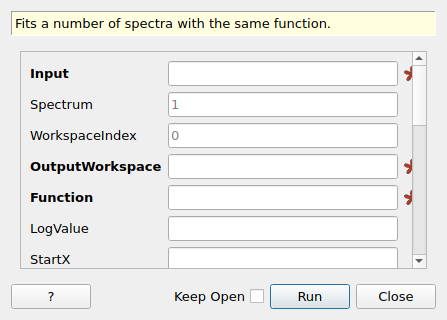 Fits a number of spectra with the same function.
Input
Spectrum 1
WorkspaceIndex 0
OutputWorkspace
Function
LogValue
StartX
? Keep Open Run Close